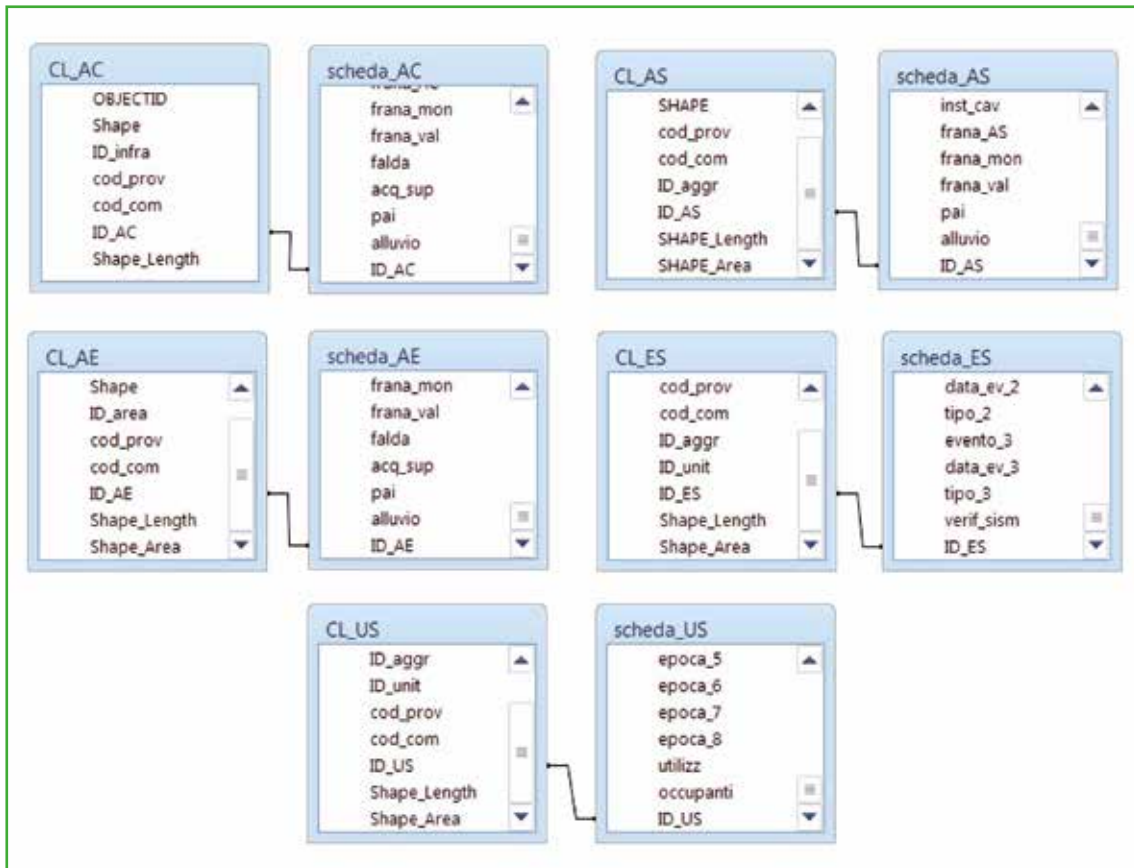 CL_AC
OBJECTID
Shape
ID_infra
cod_prov
cod_com
ID_AC
Shape_Length
scheda_AC
frana_mon
frana_val
falda
acq_sup
pai
alluvio
ID_AC
CL_AS
SHAPE
cod_prov
cod_com
ID_aggr
ID_AS
SHAPE_Length
SHAPE_Area
scheda_AS
inst_cav
frana_AS
frana_mon
frana_val
pai
alluvio
ID_AS
CL_AE
Shape
ID_area
cod_prov
cod_com
ID_AE
Shape_Length
Shape_Area
scheda_AE
frana_mon
frana_val
falda
acq_sup
pai
alluvio
ID_AE
CL_ES
cod_prov
cod_com
ID_aggr
ID_unit
ID_ES
Shape_Length
Shape_Area
scheda_ES
data_ev_2
tipo_2
evento_3
data_ev_3
tipo_3
verif_sism
ID_ES
CL_US
ID_aggr
ID_unit
cod_prov
cod_com
ID_US
Shape_Length
Shape_Area
scheda_US
epoca_5
epoca_6
epoca_7
epoca_8
utilizz
occupanti
ID_US